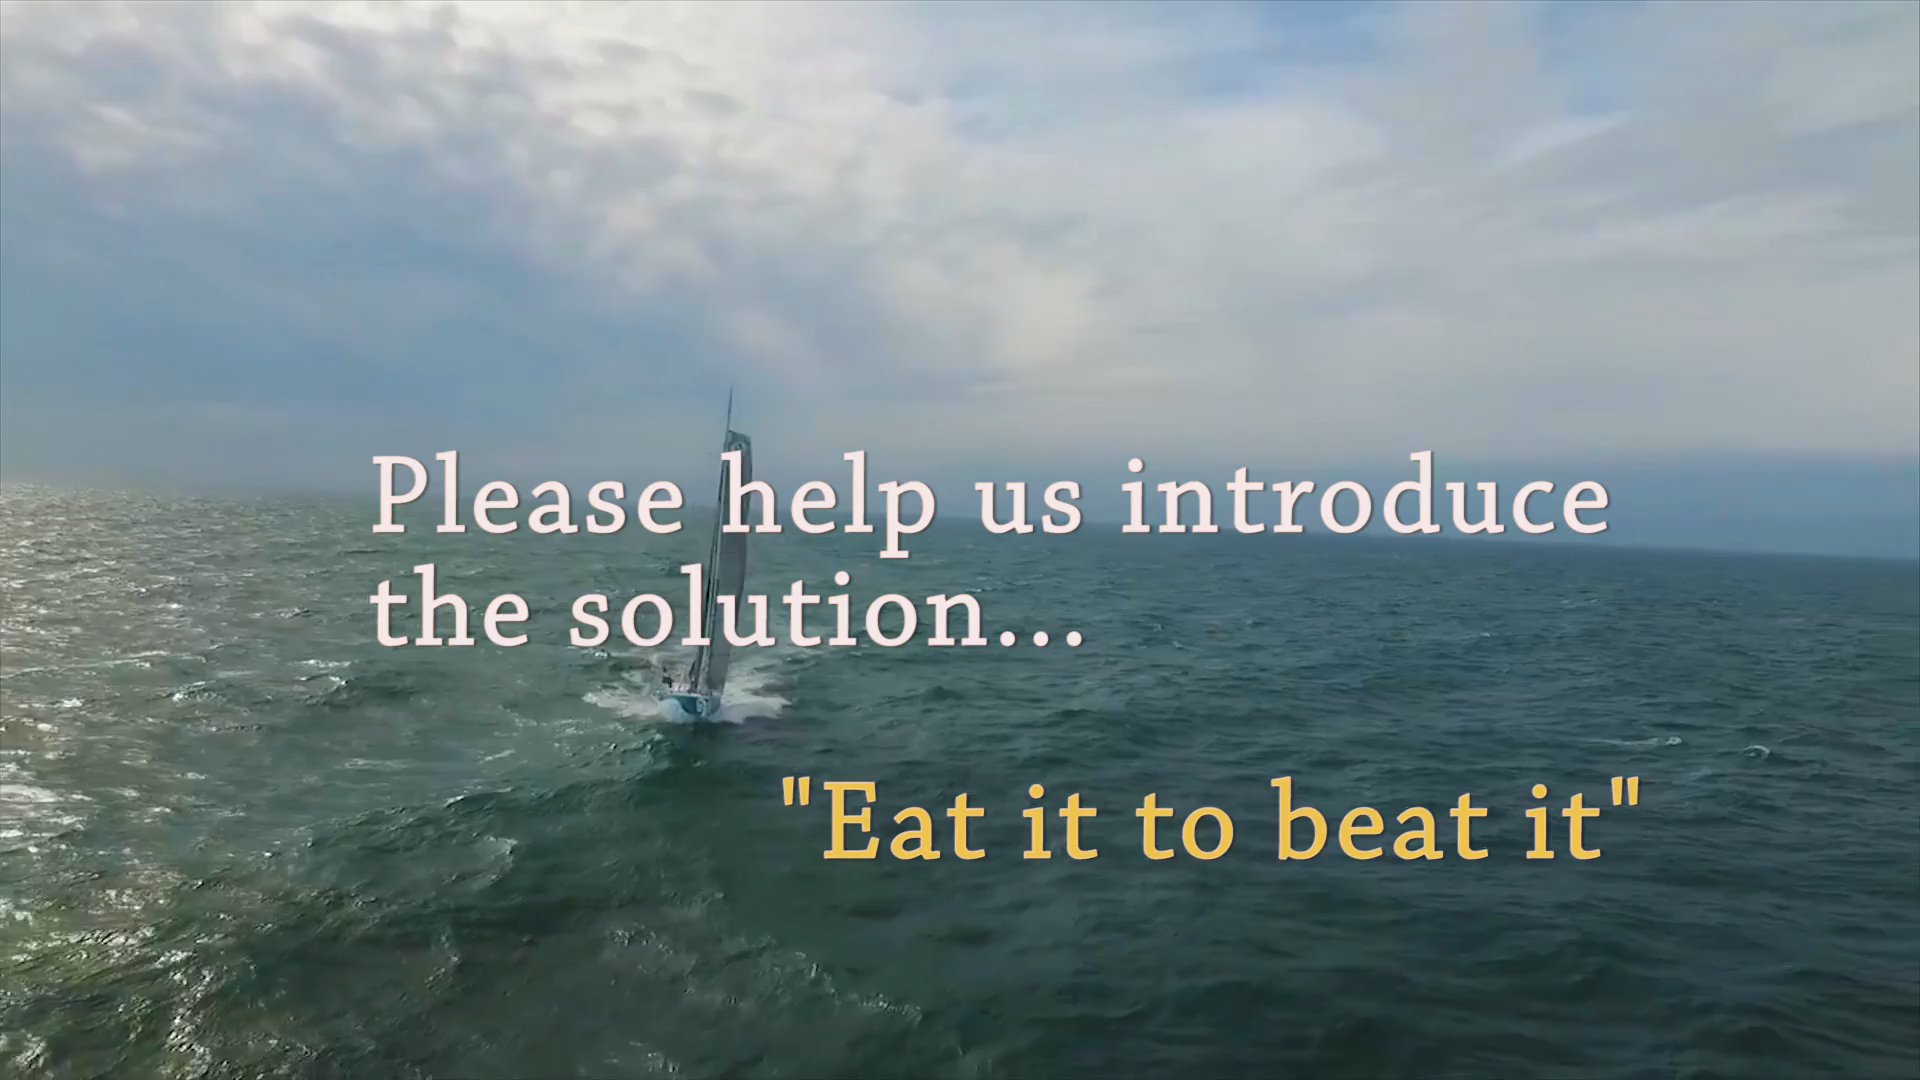 Please help us introduce
the solution...
"Eat it to beat it"